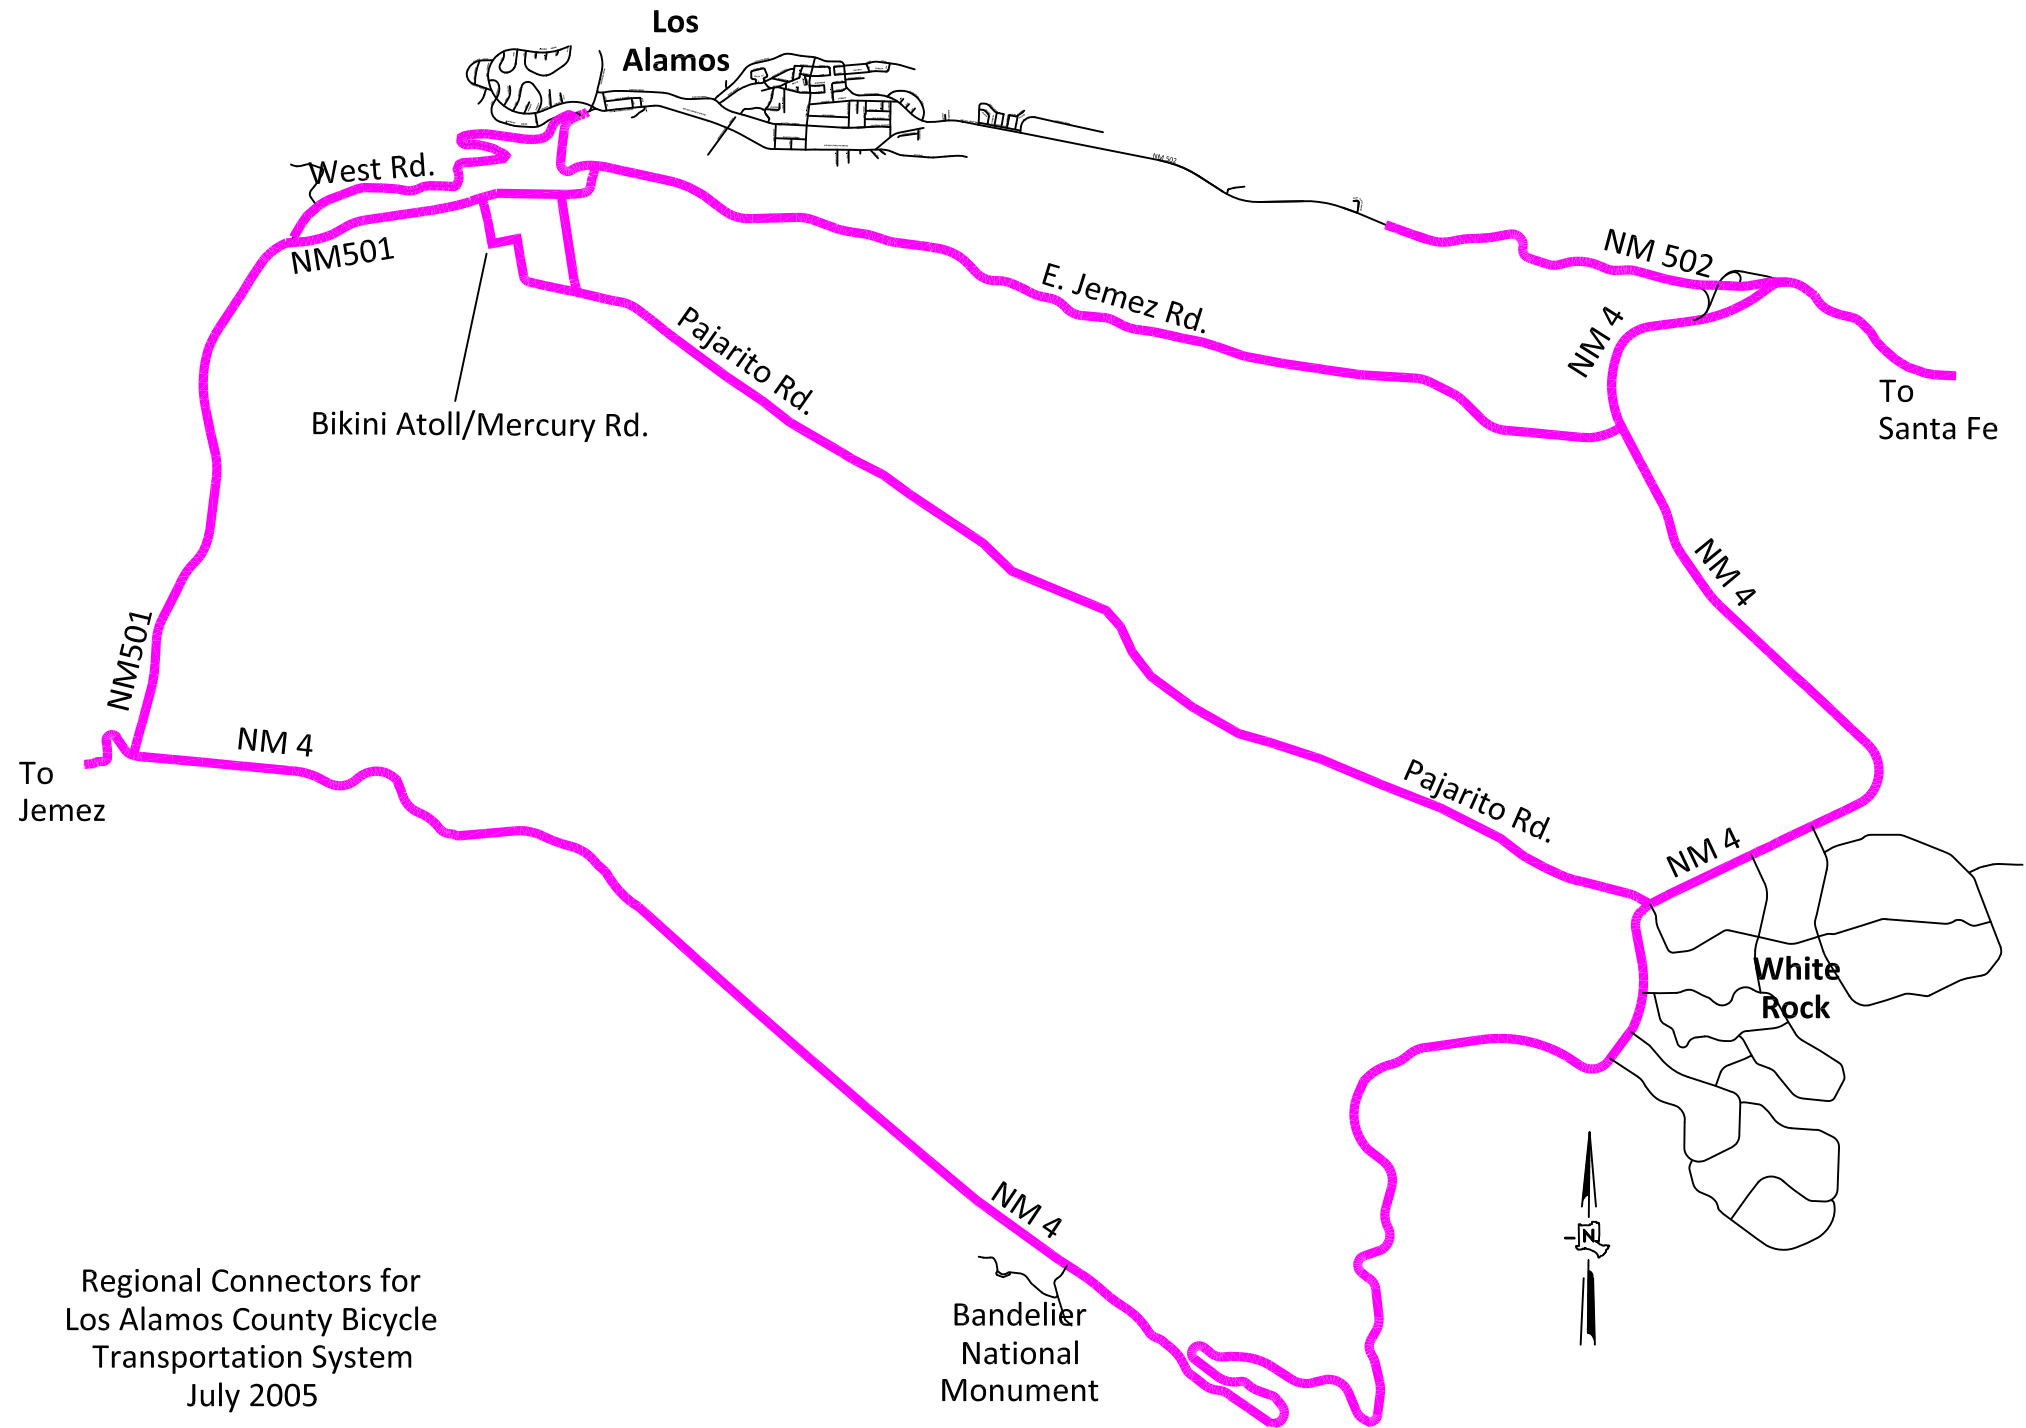 Los
Alamos
West Rd.
NM501
NM 502
NM 502
E. Jemez Rd.
NM 4
Pajarito Rd.
To
Santa Fe
Bikini Atoll/Mercury Rd.
NM 4
NM501
NM 4
To
Jemez
Pajarito Rd.
NM 4
White
Rock
NM 4
N
Bandelier
National
Monument
Regional Connectors for
Los Alamos County Bicycle
Transportation System
July 2005